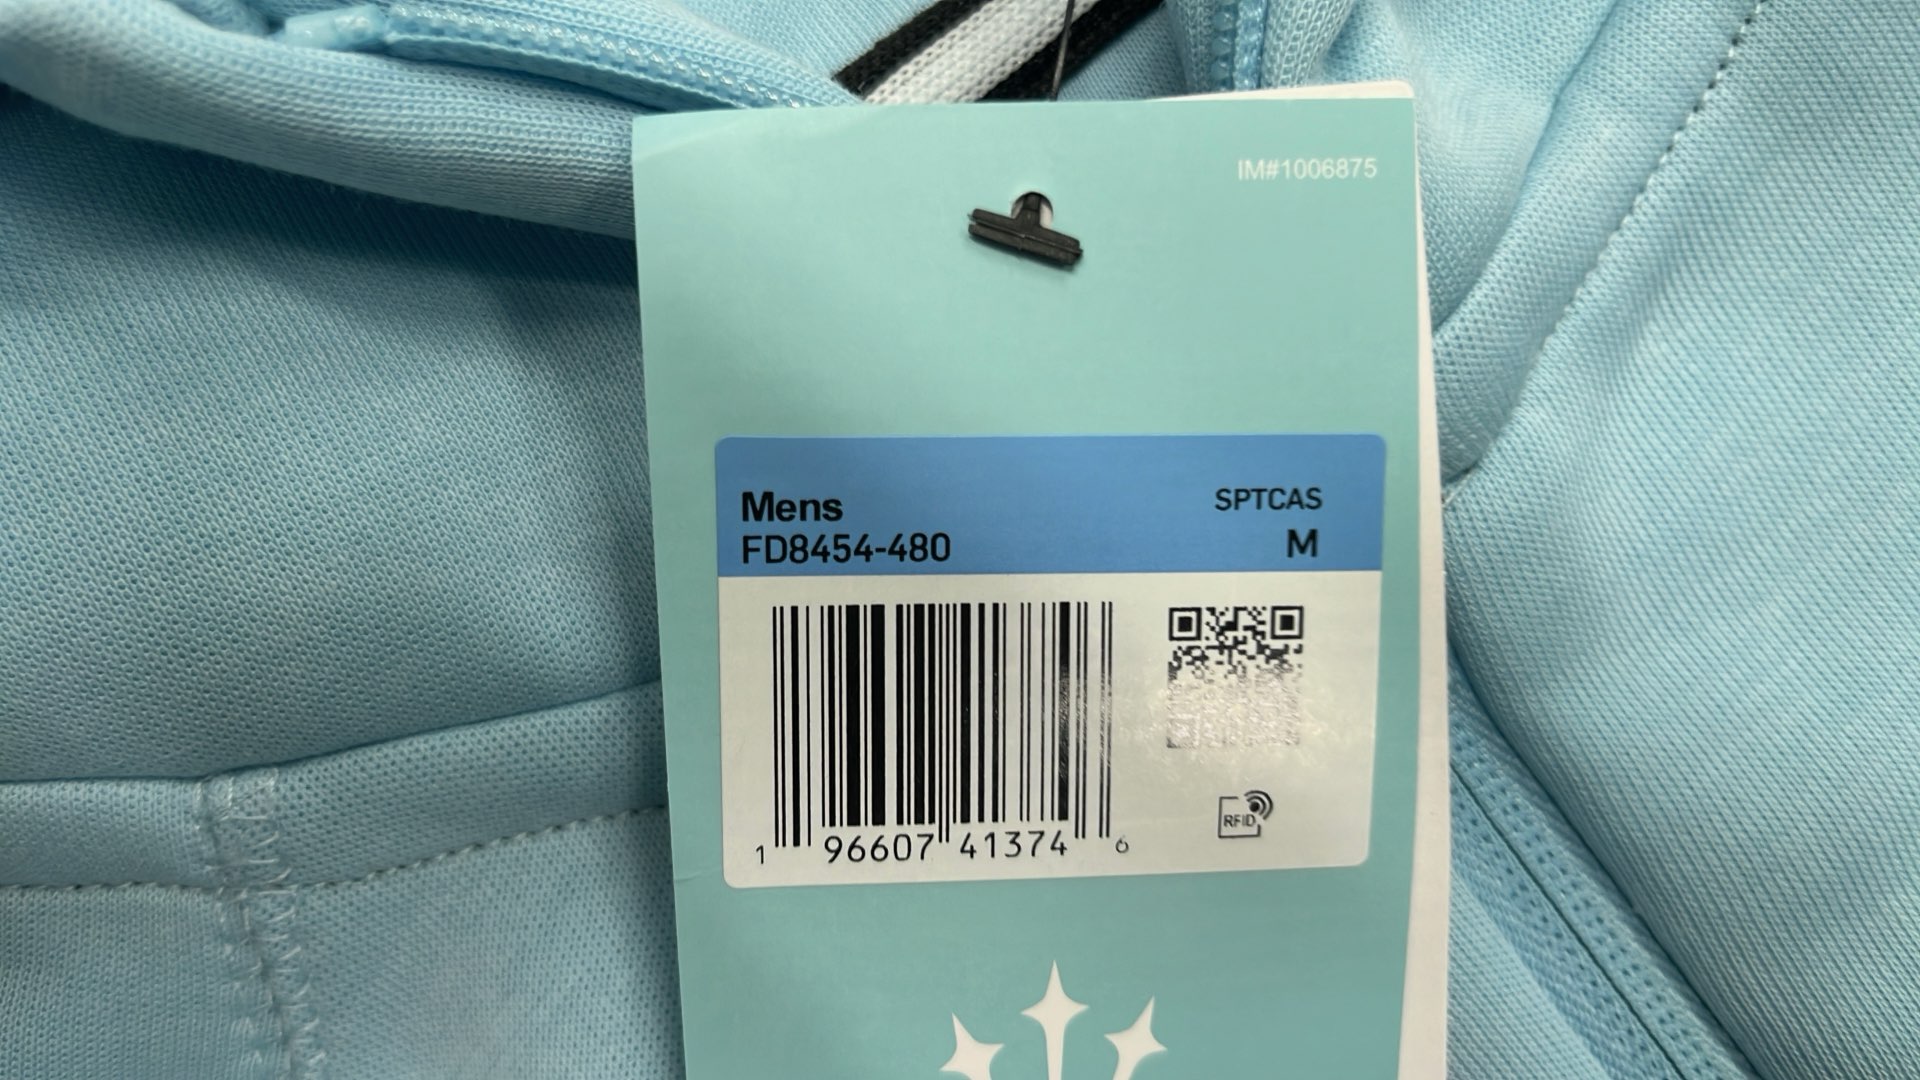 IM#1006875
Mens
SPTCAS
FD8454-480
M
1 96607 41374 6
RFID